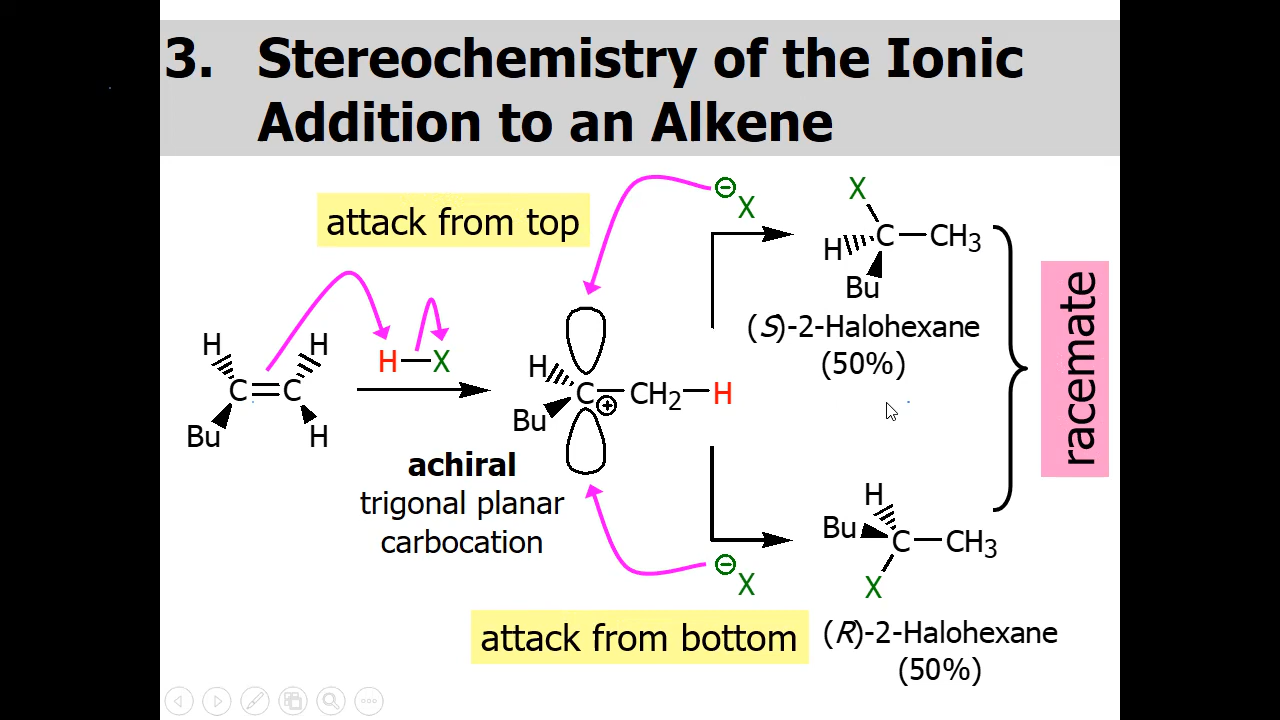 3. Stereochemistry of the Ionic
Addition to an Alkene
attack from top
⊖
X
X
H C CH3
Bu
(S)-2-Halohexane
(50%)
H H
H X
C C
Bu H
H
C CH2 H
⊕
Bu
achiral
trigonal planar
carbocation
racemate
H
Bu C CH3
X
⊖
X
attack from bottom
(R)-2-Halohexane
(50%)